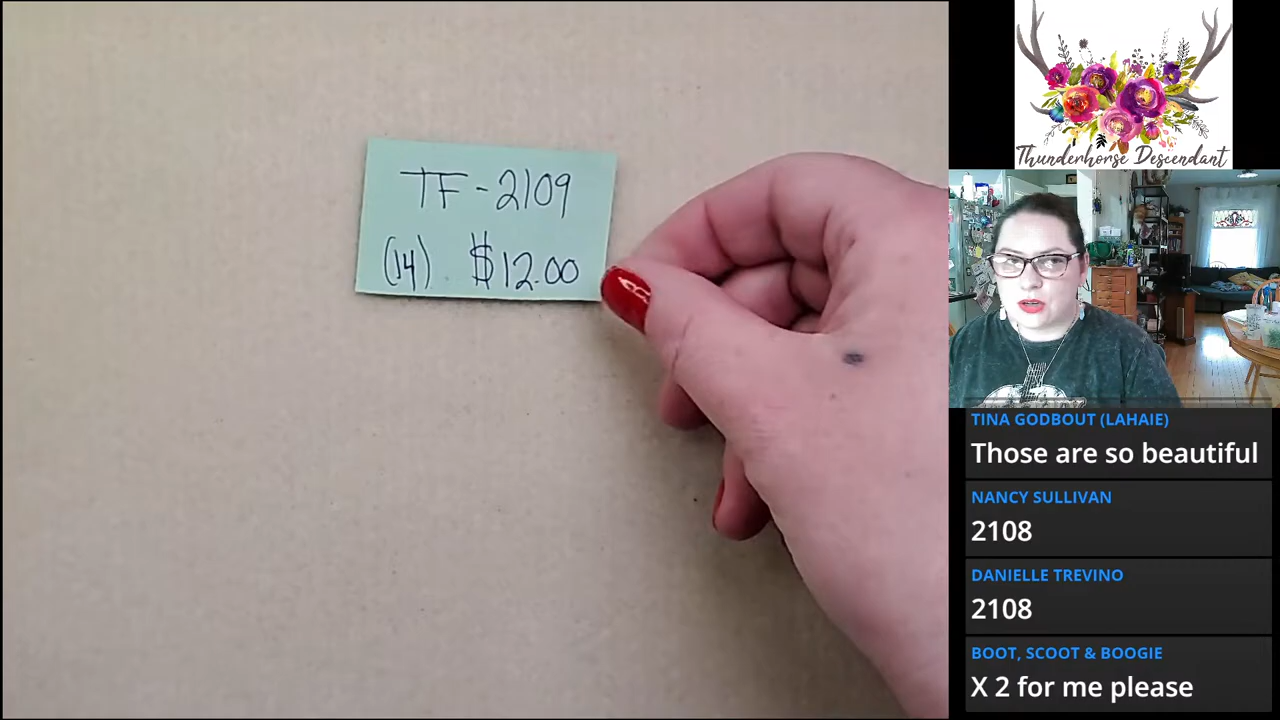 TF-2109
(14) $12.00
Thunderhorse Descendant
TINA GODBOUT (LAHAIE)
Those are so beautiful
NANCY SULLIVAN
2108
DANIELLE TREVINO
2108
BOOT, SCOOT & BOOGIE
X 2 for me please